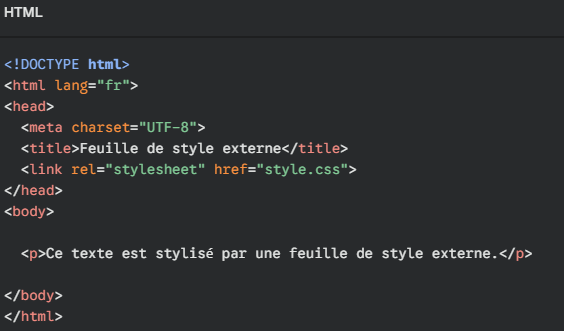 HTML
<!DOCTYPE html>
<html lang="fr">
<head>
  <meta charset="UTF-8">
  <title>Feuille de style externe</title>
  <link rel="stylesheet" href="style.css">
</head>
<body>
  <p>Ce texte est stylisé par une feuille de style externe.</p>
</body>
</html>